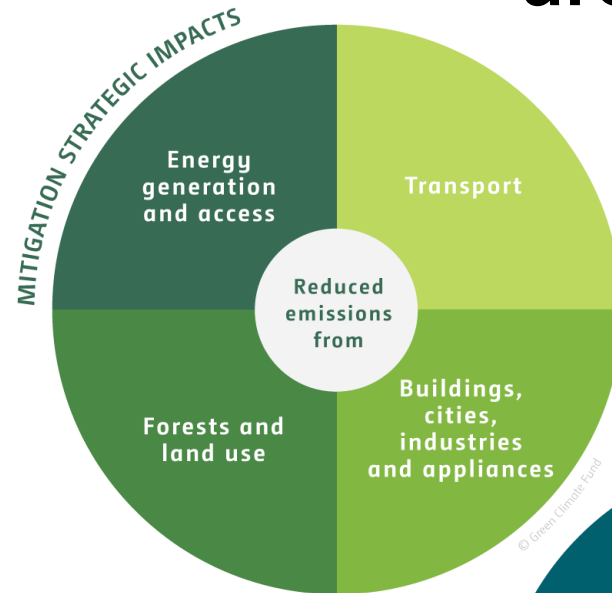 MITIGATION STRATEGIC IMPACTS
Energy
generation
and access
Transport
Reduced
emissions
from
Forests and
land use
Buildings,
cities,
industries
and appliances
© Green Climate Fund